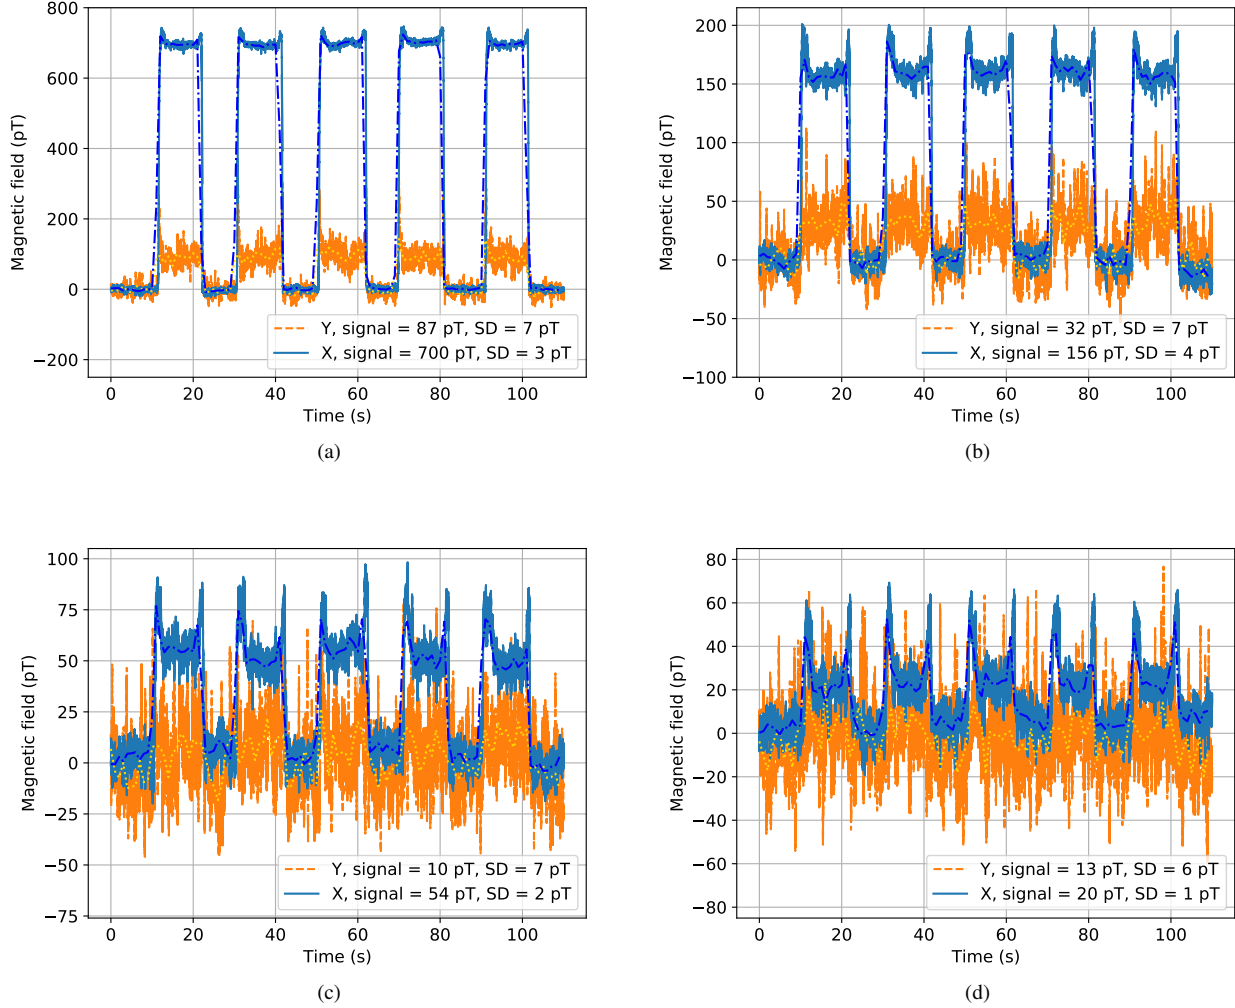 800
600
400
200
0
−200
Magnetic field (pT)
Y, signal = 87 pT, SD = 7 pT
X, signal = 700 pT, SD = 3 pT
0 20 40 60 80 100
Time (s)
(a)
200
150
100
50
0
−50
−100
Magnetic field (pT)
Y, signal = 32 pT, SD = 7 pT
X, signal = 156 pT, SD = 4 pT
0 20 40 60 80 100
Time (s)
(b)
100
75
50
25
0
−25
−50
−75
Magnetic field (pT)
Y, signal = 10 pT, SD = 7 pT
X, signal = 54 pT, SD = 2 pT
0 20 40 60 80 100
Time (s)
(c)
80
60
40
20
0
−20
−40
−60
−80
Magnetic field (pT)
Y, signal = 13 pT, SD = 6 pT
X, signal = 20 pT, SD = 1 pT
0 20 40 60 80 100
Time (s)
(d)